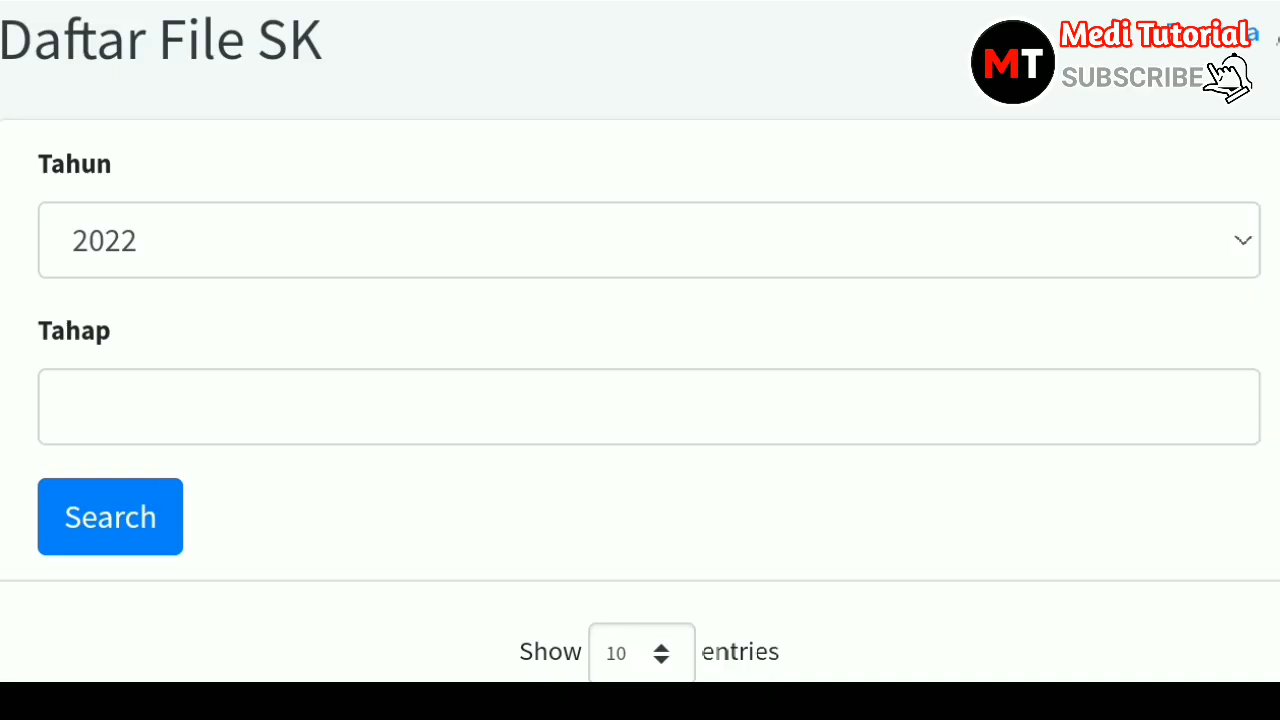 Daftar File SK
MT
Medi Tutorial
SUBSCRIBE
Tahun
2022
Tahap
Search
Show 10 entries